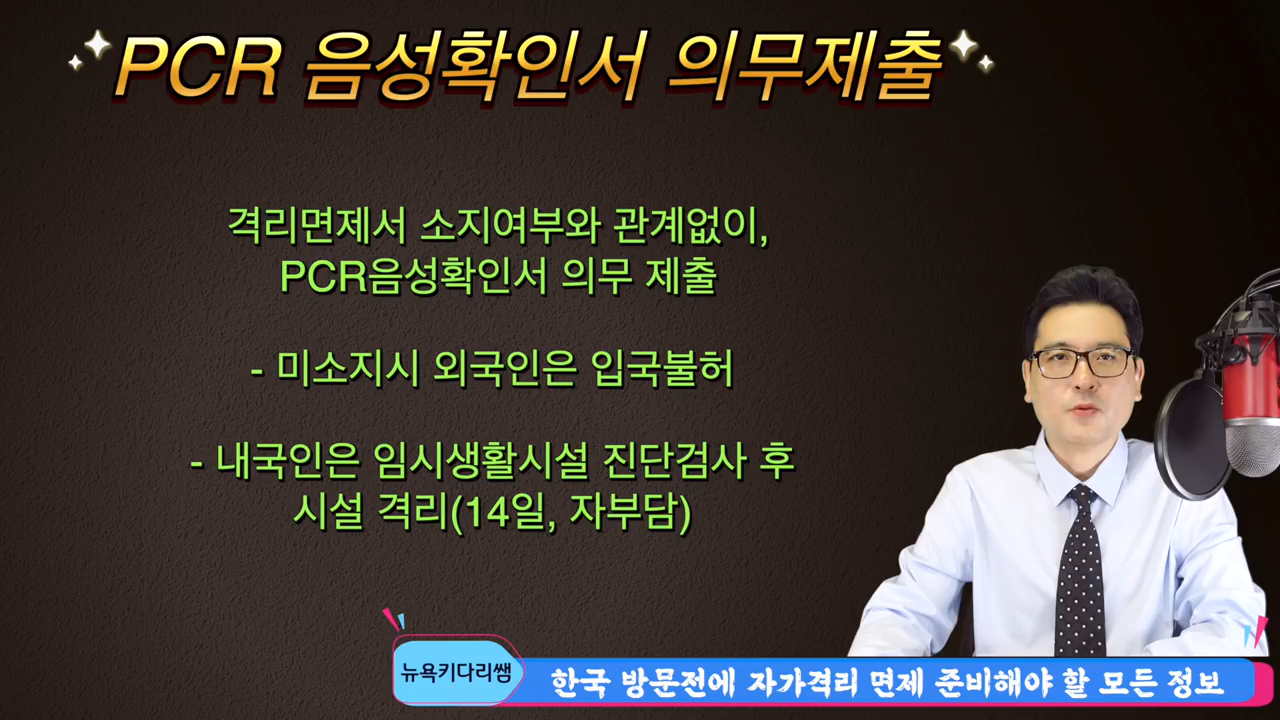 PCR 음성확인서 의무제출
격리면제서 소지여부와 관계없이,
PCR음성확인서 의무 제출
- 미소지시 외국인은 입국불허
- 내국인은 임시생활시설 진단검사 후
시설 격리(14일, 자부담)
뉴욕키다리쌤
한국 방문전에 자가격리 면제 준비해야 할 모든 정보